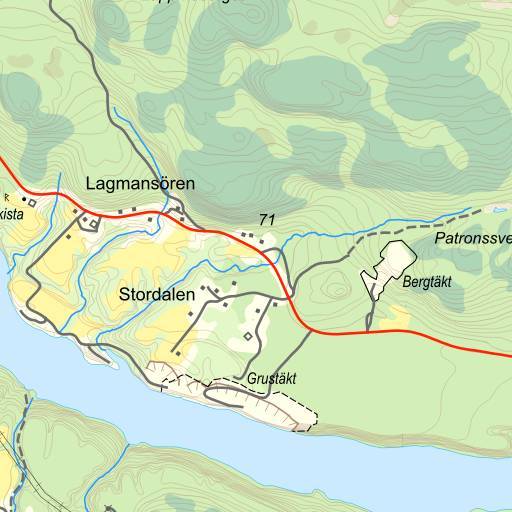 Lagmansören
71
kista
Patronssve
Bergtäkt
Stordalen
Grustäkt